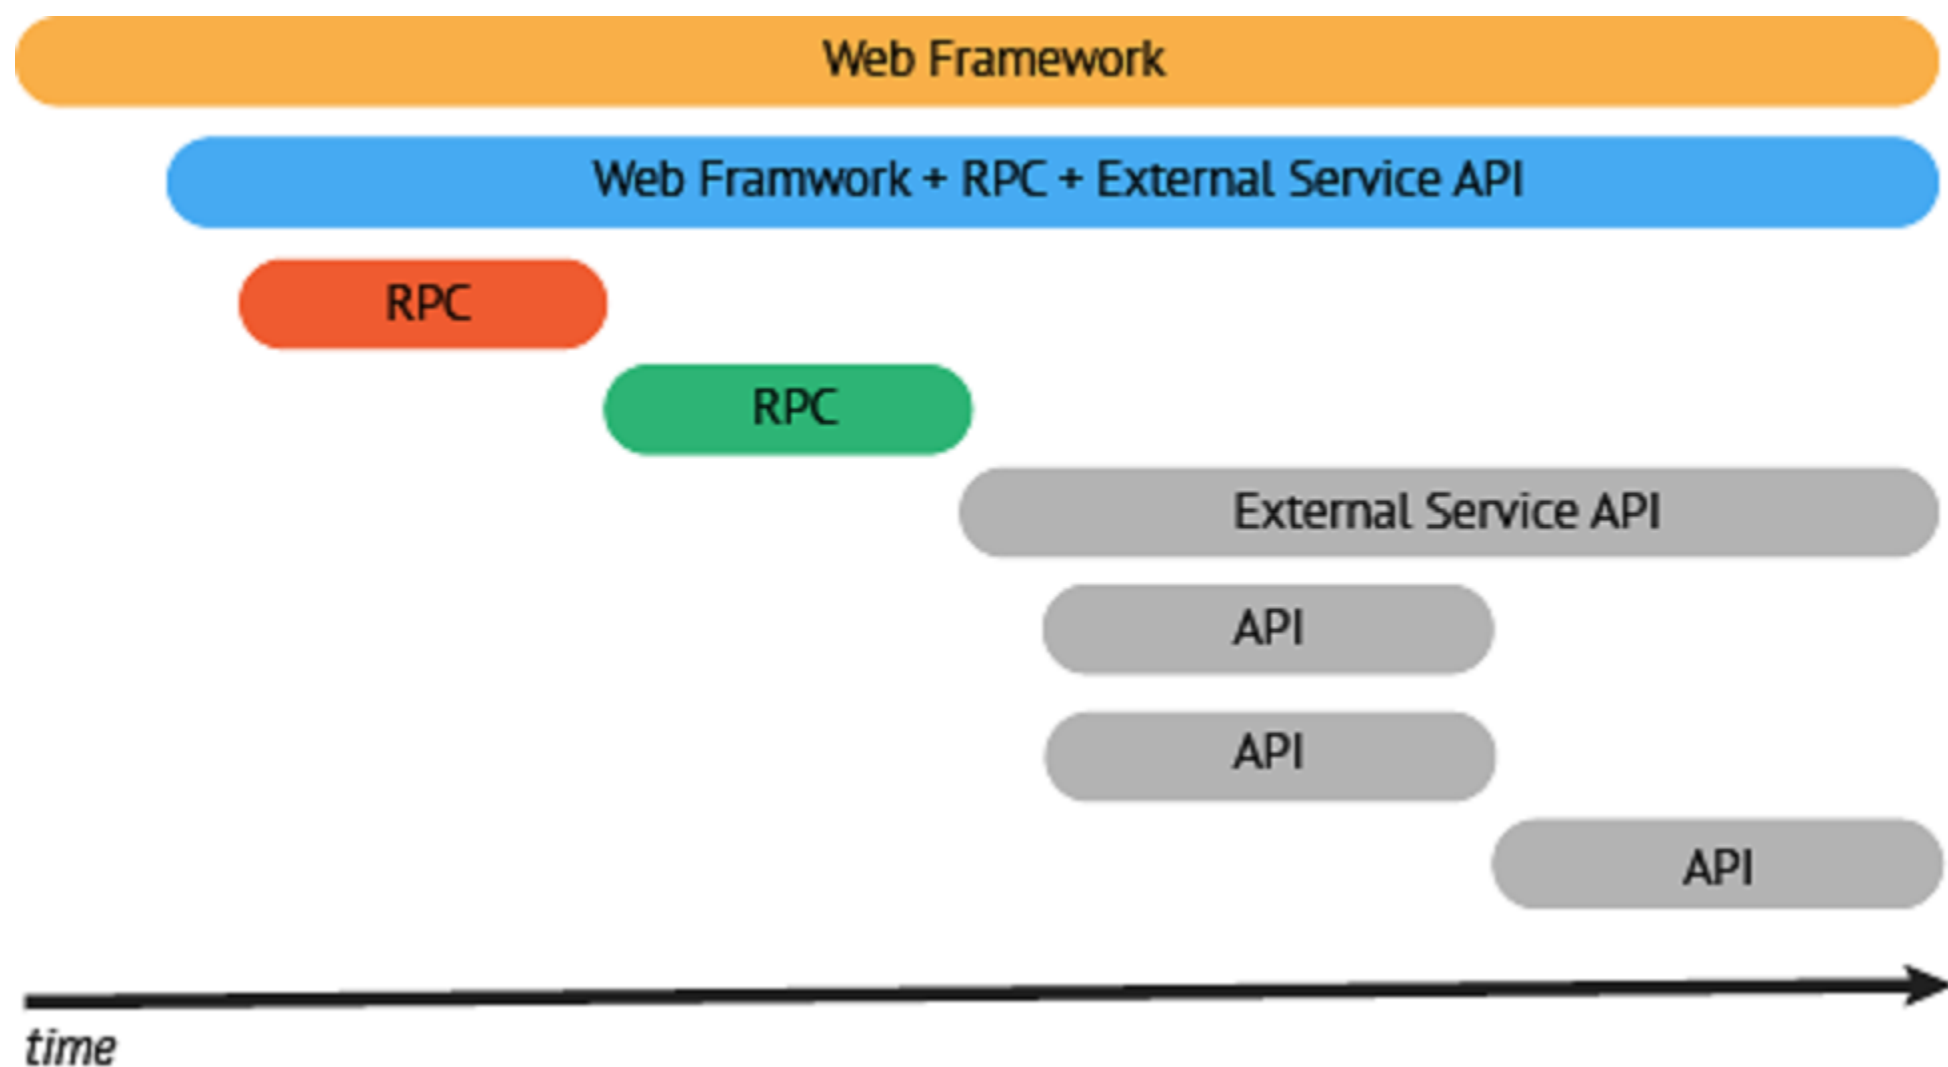 Web Framework
Web Framwork + RPC + External Service API
RPC
RPC
External Service API
API
API
API
time